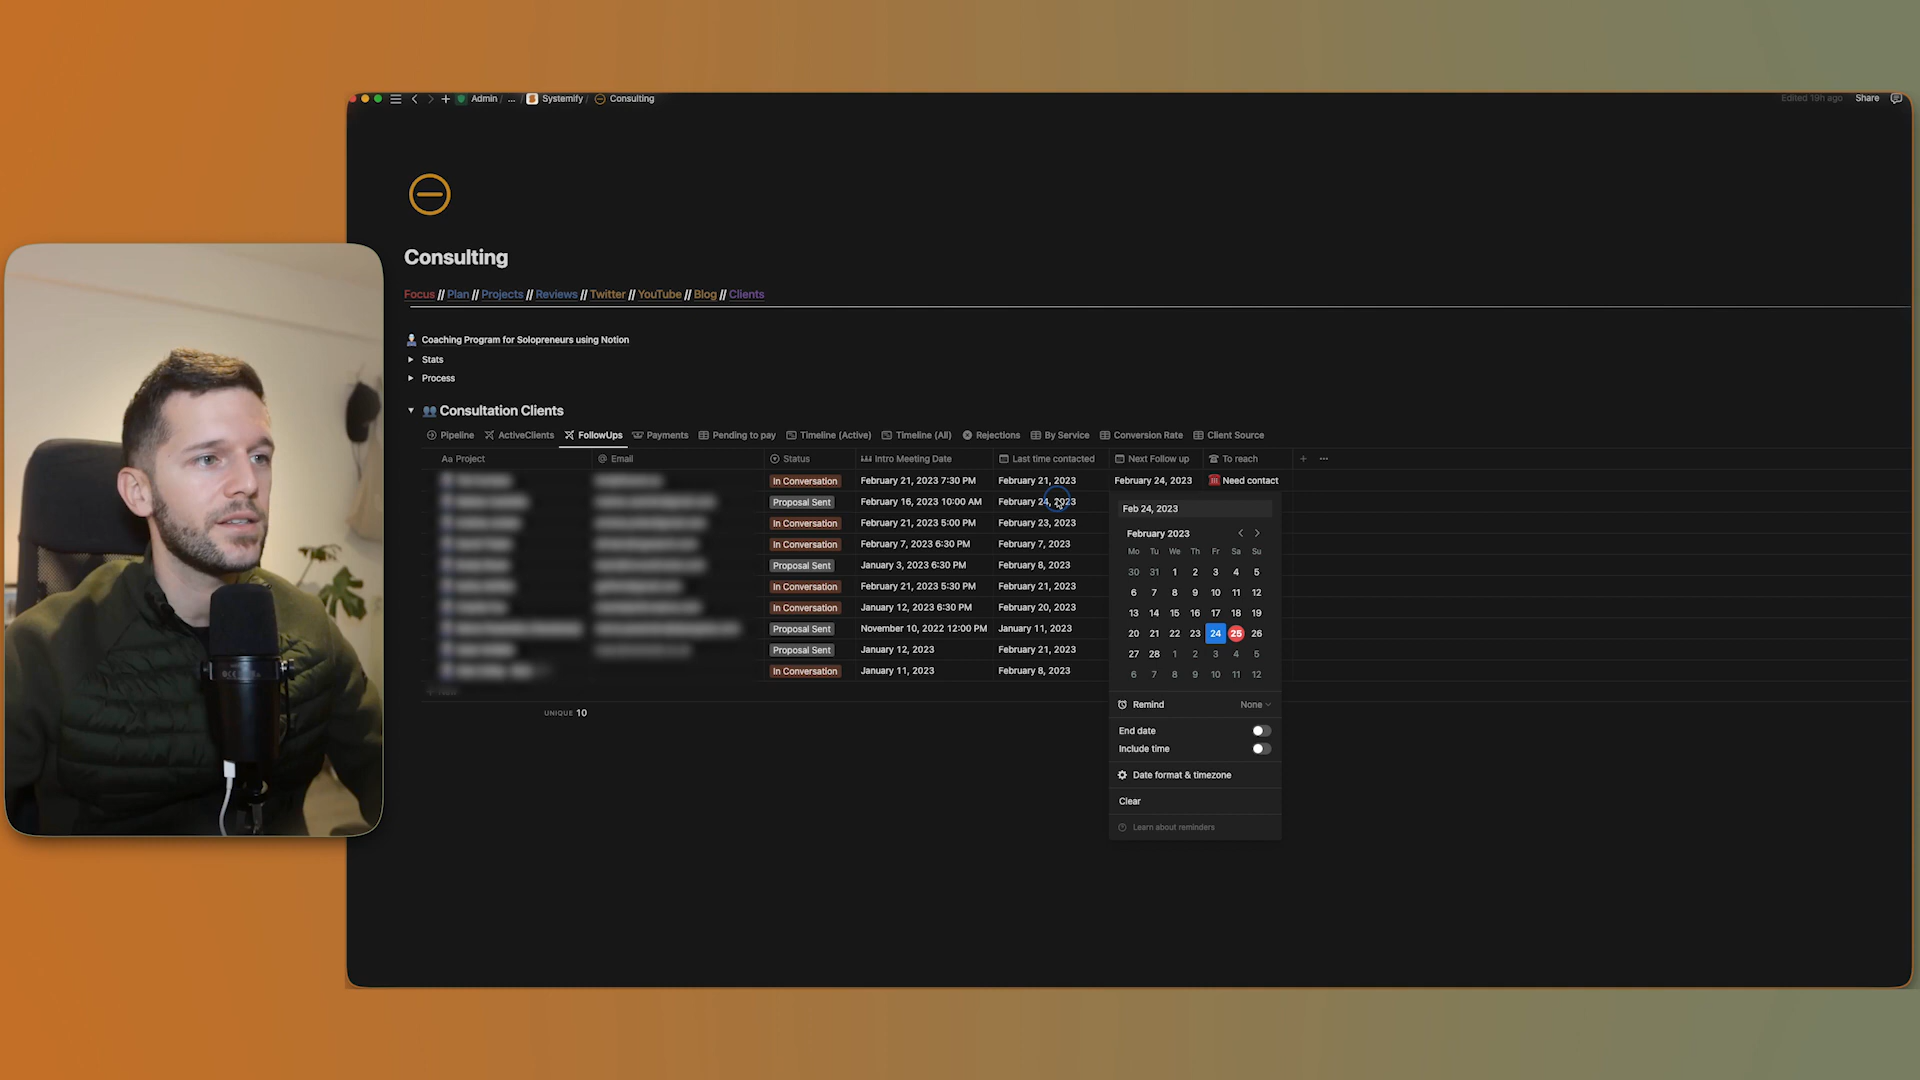 Admin / ... / Systemify / Consulting
Edited 19h ago Share
Consulting
Focus // Plan // Projects // Reviews // Twitter // YouTube // Blog // Clients
Coaching Program for Solopreneurs using Notion
Stats
Process
Consultation Clients
Pipeline ActiveClients FollowUps Payments Pending to pay Timeline (Active) Timeline (All) Rejections By Service Conversion Rate Client Source
Aa Project Email Status Intro Meeting Date Last time contacted Next Follow up To reach
In Conversation February 21, 2023 7:30 PM February 21, 2023 February 24, 2023 Need contact
Proposal Sent February 16, 2023 10:00 AM February 24, 2023
In Conversation February 21, 2023 5:00 PM February 23, 2023
In Conversation February 7, 2023 6:30 PM February 7, 2023
Proposal Sent January 3, 2023 6:30 PM February 8, 2023
In Conversation February 21, 2023 5:30 PM February 21, 2023
In Conversation January 12, 2023 6:30 PM February 20, 2023
Proposal Sent November 10, 2022 12:00 PM January 11, 2023
Proposal Sent January 12, 2023 February 21, 2023
In Conversation January 11, 2023 February 8, 2023
New
UNIQUE 10
Feb 24, 2023
February 2023
Mo Tu We Th Fr Sa Su
30 31 1 2 3 4 5
6 7 8 9 10 11 12
13 14 15 16 17 18 19
20 21 22 23 24 25 26
27 28 1 2 3 4 5
6 7 8 9 10 11 12
Remind None
End date
Include time
Date format & timezone
Clear
Learn about reminders